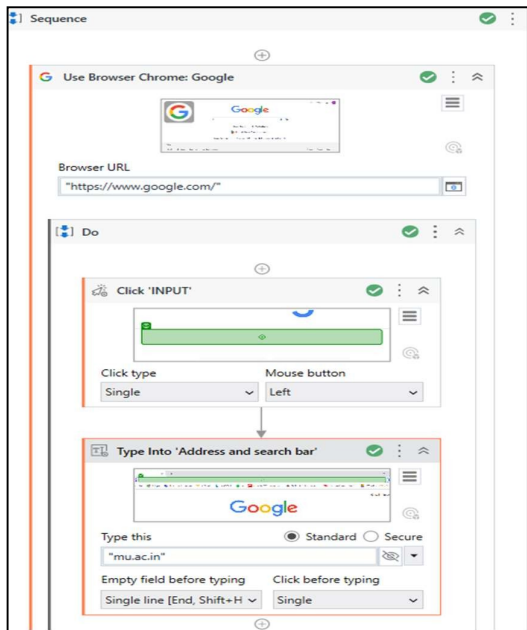 Sequence
Use Browser Chrome: Google
Google
Browser URL
"https://www.google.com/"
Do
Click 'INPUT'
Click type Mouse button
Single Left
Type Into 'Address and search bar'
Google
Type this Standard Secure
"mu.ac.in"
Empty field before typing Click before typing
Single line [End, Shift+H Single